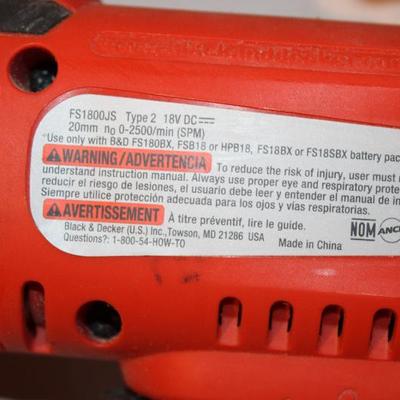 FS1800JS Type 2 18V DC
20mm n₀ 0-2500/min (SPM)
*Use only with B&D FS180BX, FSB18 or HPB18, FS18BX or FS18SBX battery pack
WARNING/ADVERTENCIA To reduce the risk of injury, user must
understand instruction manual. Always use proper eye and respiratory
Para reducir el riesgo de lesiones, el usuario debe leer y entender el manual de
Siempre utilice protección adecuada para los ojos y vías respiratorias.
AVERTISSEMENT À titre préventif, lire le guide.
Black & Decker (U.S.) Inc., Towson, MD 21286 USA
Questions?: 1-800-54-HOW-TO
Made in China
NOM ANCE